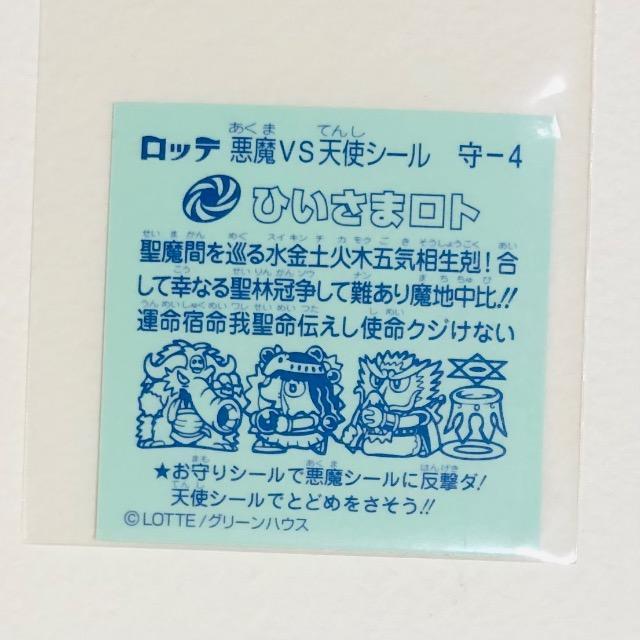 ロッテ 悪魔VS天使シール 守-4
ひいさまロト
聖魔間を巡る水金土火木五気相生剋!合
して幸なる聖林冠争して難あり魔地中比!!
運命宿命我聖命伝えし使命クジけない
★お守りシールで悪魔シールに反撃ダ!
天使シールでとどめをさそう!!
©LOTTE/グリーンハウス